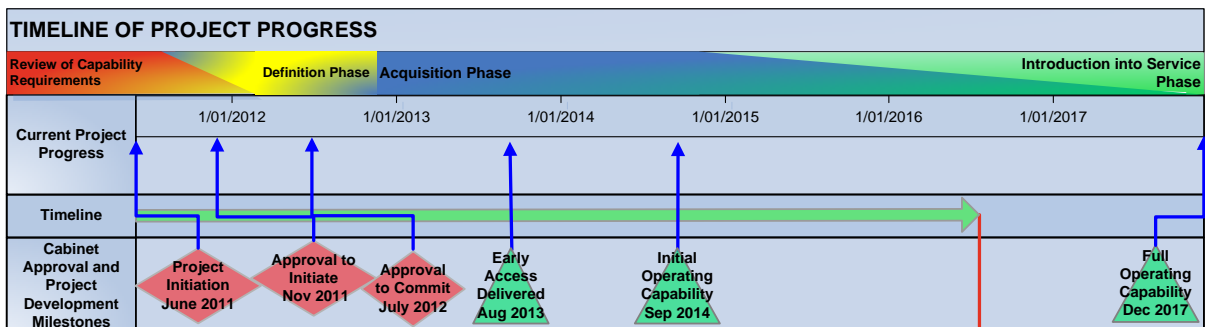 TIMELINE OF PROJECT PROGRESS
Review of Capability
Requirements
Definition Phase
Acquisition Phase
Introduction into Service
Phase
1/01/2012
1/01/2013
1/01/2014
1/01/2015
1/01/2016
1/01/2017
Current Project
Progress
Timeline
Cabinet
Approval and
Project
Development
Milestones
Project
Initiation
June 2011
Approval to
Initiate
Nov 2011
Approval
to Commit
July 2012
Early
Access
Delivered
Aug 2013
Initial
Operating
Capability
Sep 2014
Full
Operating
Capability
Dec 2017